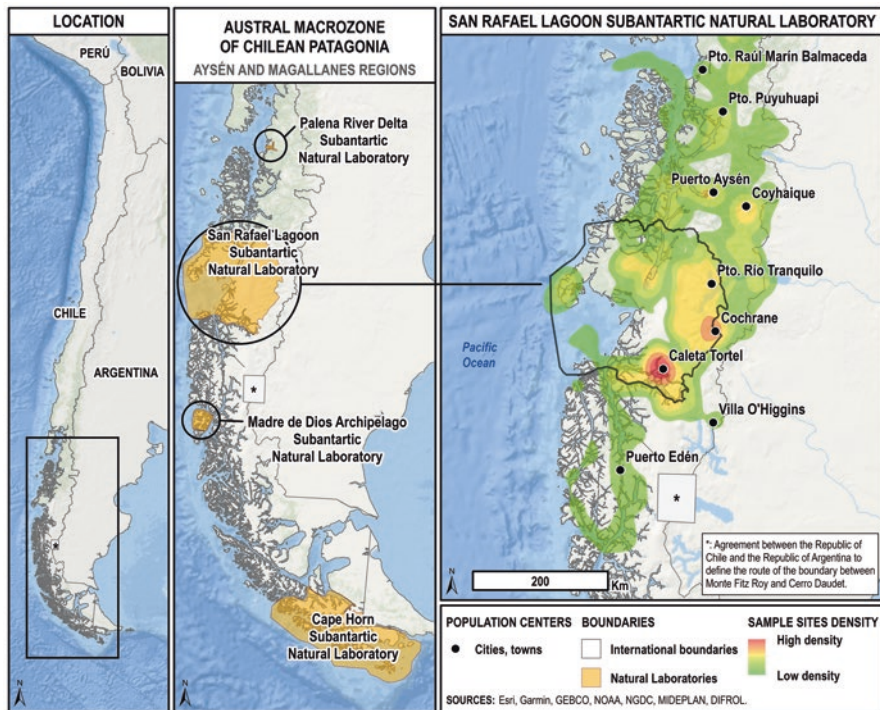 LOCATION
PERÚ
BOLIVIA
CHILE
ARGENTINA
*
N
AUSTRAL MACROZONE
OF CHILEAN PATAGONIA
AYSÉN AND MAGALLANES REGIONS
Palena River Delta
Subantartic
Natural Laboratory
San Rafael Lagoon
Subantartic
Natural Laboratory
*
Madre de Dios Archipelago
Subantartic
Natural Laboratory
Cape Horn
Subantartic
Natural Laboratory
N
SAN RAFAEL LAGOON SUBANTARTIC NATURAL LABORATORY
Pto. Raúl Marín Balmaceda
Pto. Puyuhuapi
Puerto Aysén
Coyhaique
Pto. Río Tranquilo
Cochrane
Pacific
Ocean
Caleta Tortel
Villa O'Higgins
Puerto Edén
*
*: Agreement between the Republic of
Chile and the Republic of Argentina to
define the route of the boundary between
Monte Fitz Roy and Cerro Daudet.
N
200
Km
POPULATION CENTERS
Cities, towns
BOUNDARIES
International boundaries
Natural Laboratories
SAMPLE SITES DENSITY
High density
Low density
SOURCES: Esri, Garmin, GEBCO, NOAA, NGDC, MIDEPLAN, DIFROL.